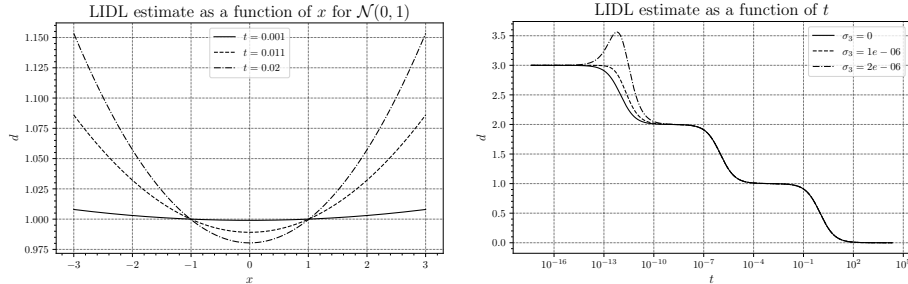 LIDL estimate as a function of x for 𝒩(0, 1)
t = 0.001
t = 0.011
t = 0.02
1.150
1.125
1.100
1.075
1.050
1.025
1.000
0.975
d
−3
−2
−1
0
1
2
3
x
LIDL estimate as a function of t
σ₃ = 0
σ₃ = 1e − 06
σ₃ = 2e − 06
3.5
3.0
2.5
2.0
1.5
1.0
0.5
0.0
d
10⁻¹⁶
10⁻¹³
10⁻¹⁰
10⁻⁷
10⁻⁴
10⁻¹
10²
10⁵
t